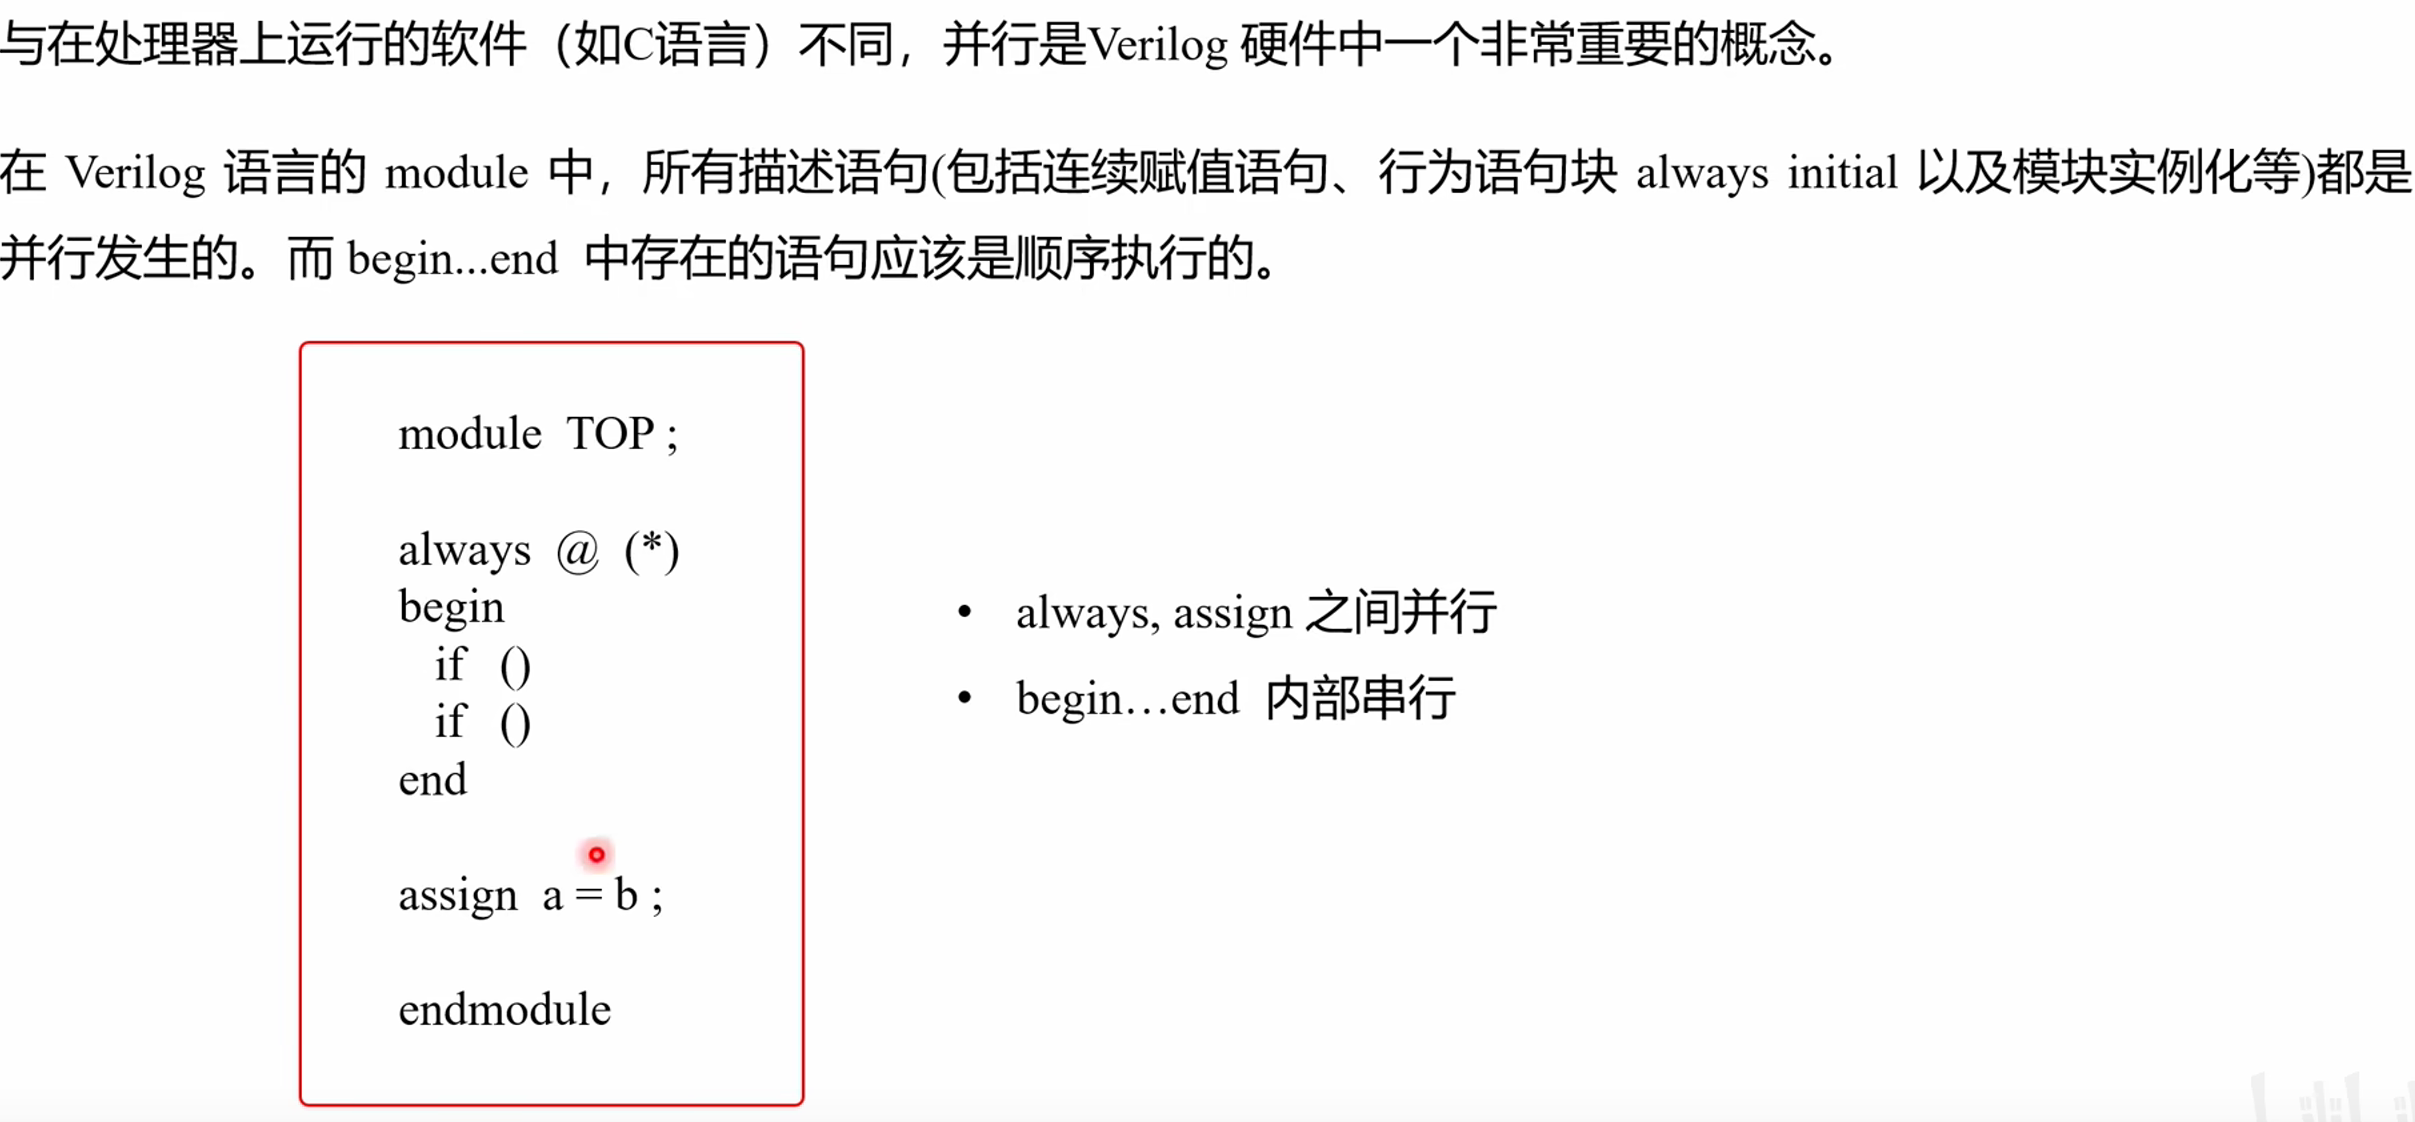 与在处理器上运行的软件（如C语言）不同，并行是Verilog 硬件中一个非常重要的概念。
在 Verilog 语言的 module 中，所有描述语句(包括连续赋值语句、行为语句块 always initial 以及模块实例化等)都是
并行发生的。而 begin...end 中存在的语句应该是顺序执行的。
module TOP ;
always @ (*)
begin
if ()
if ()
end
assign a = b ;
endmodule
• always, assign 之间并行
• begin…end 内部串行